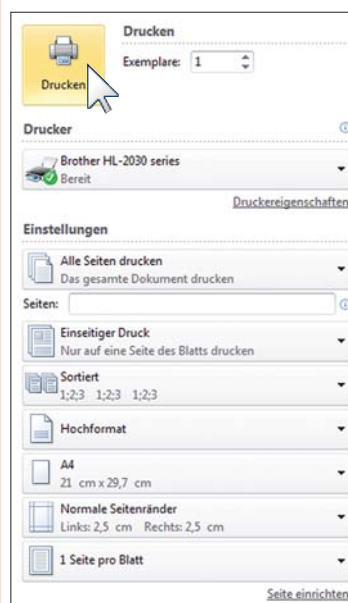 Drucken
Exemplare: 1
Drucken
Drucker
Brother HL-2030 series
Bereit
Druckereigenschaften
Einstellungen
Alle Seiten drucken
Das gesamte Dokument drucken
Seiten:
Einseitiger Druck
Nur auf eine Seite des Blatts drucken
Sortiert
1;2;3 1;2;3 1;2;3
Hochformat
A4
21 cm x 29,7 cm
Normale Seitenränder
Links: 2,5 cm Rechts: 2,5 cm
1 Seite pro Blatt
Seite einrichten